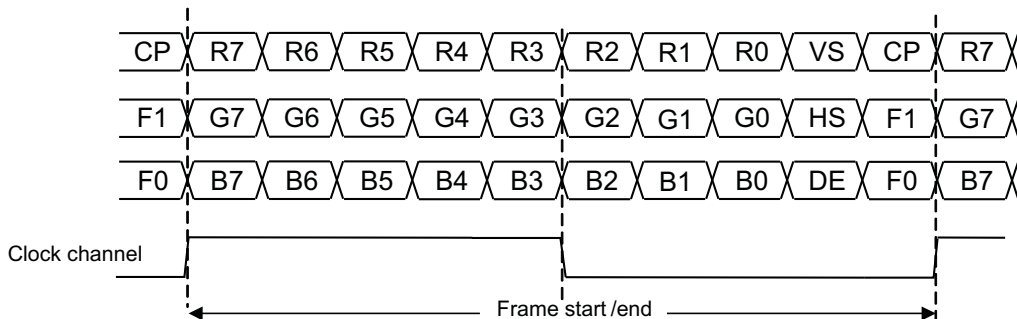 CP R7 R6 R5 R4 R3 R2 R1 R0 VS CP R7
F1 G7 G6 G5 G4 G3 G2 G1 G0 HS F1 G7
F0 B7 B6 B5 B4 B3 B2 B1 B0 DE F0 B7
Clock channel
Frame start/end